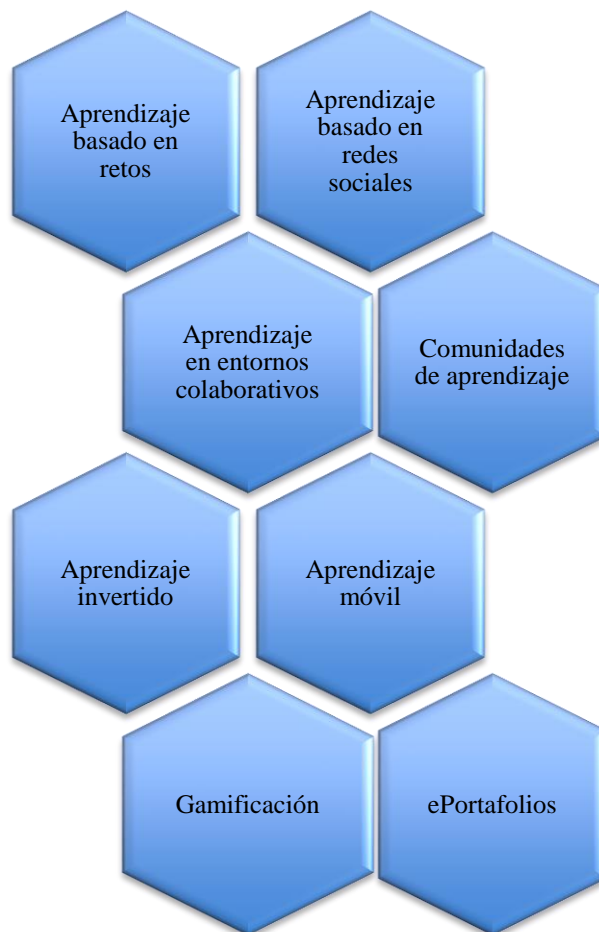 Aprendizaje
basado en
retos
Aprendizaje
basado en
redes
sociales
Aprendizaje
en entornos
colaborativos
Comunidades
de aprendizaje
Aprendizaje
invertido
Aprendizaje
móvil
Gamificación
ePortafolios